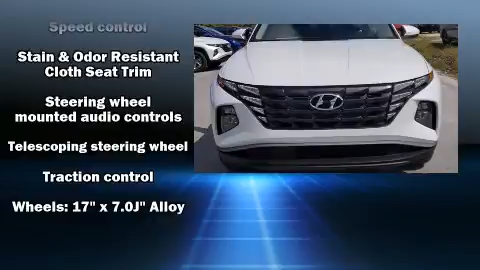 Speed control
Stain & Odor Resistant
Cloth Seat Trim
Steering wheel
mounted audio controls
Telescoping steering wheel
Traction control
Wheels: 17" x 7.0J" Alloy